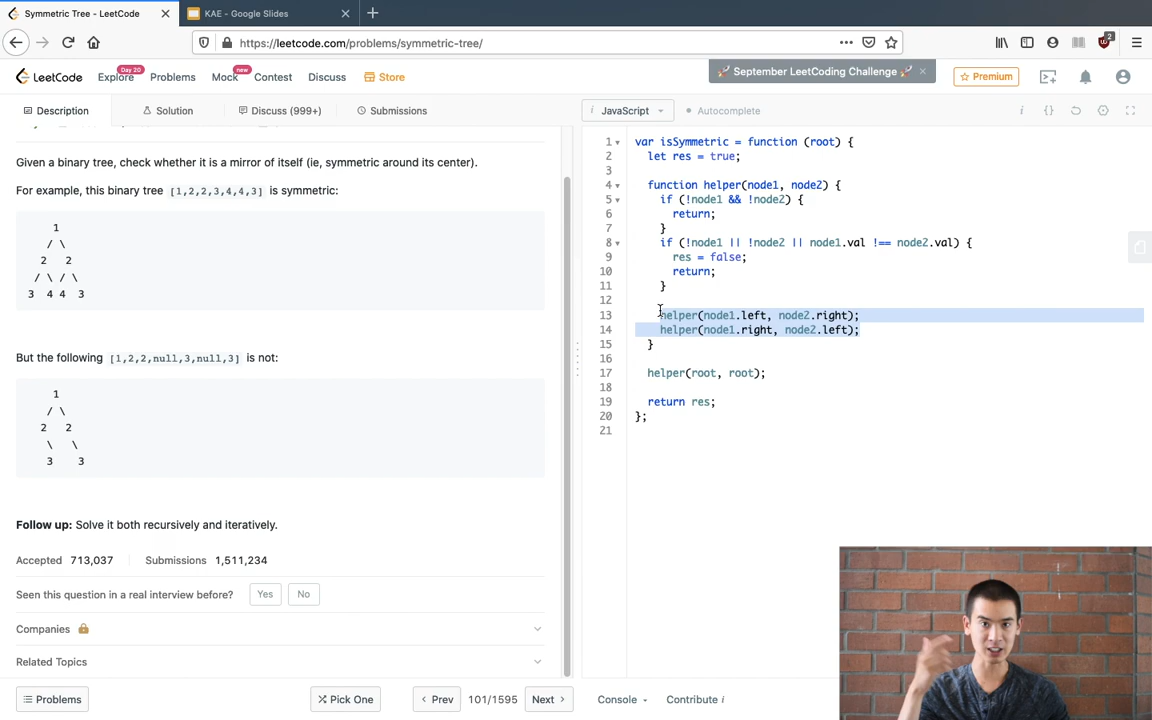 Symmetric Tree - LeetCode
KAE - Google Slides
https://leetcode.com/problems/symmetric-tree/
2
LeetCode
Explore
Day 20
Problems
Mock
new
Contest
Discuss
Store
🚀 September LeetCoding Challenge 🚀 ×
Premium
Description
Solution
Discuss (999+)
Submissions
i JavaScript
Autocomplete
Given a binary tree, check whether it is a mirror of itself (ie, symmetric around its center).
For example, this binary tree [1,2,2,3,4,4,3] is symmetric:
1
/ \
2 2
/ \ / \
3 4 4 3
But the following [1,2,2,null,3,null,3] is not:
1
/ \
2 2
\ \
3 3
Follow up: Solve it both recursively and iteratively.
Accepted 713,037 Submissions 1,511,234
Seen this question in a real interview before? Yes No
Companies
Related Topics
1 var isSymmetric = function (root) {
2 let res = true;
3
4 function helper(node1, node2) {
5 if (!node1 && !node2) {
6 return;
7 }
8 if (!node1 || !node2 || node1.val !== node2.val) {
9 res = false;
10 return;
11 }
12
13 helper(node1.left, node2.right);
14 helper(node1.right, node2.left);
15 }
16
17 helper(root, root);
18
19 return res;
20 };
21
Problems
Pick One
‹ Prev
101/1595
Next ›
Console
Contribute i